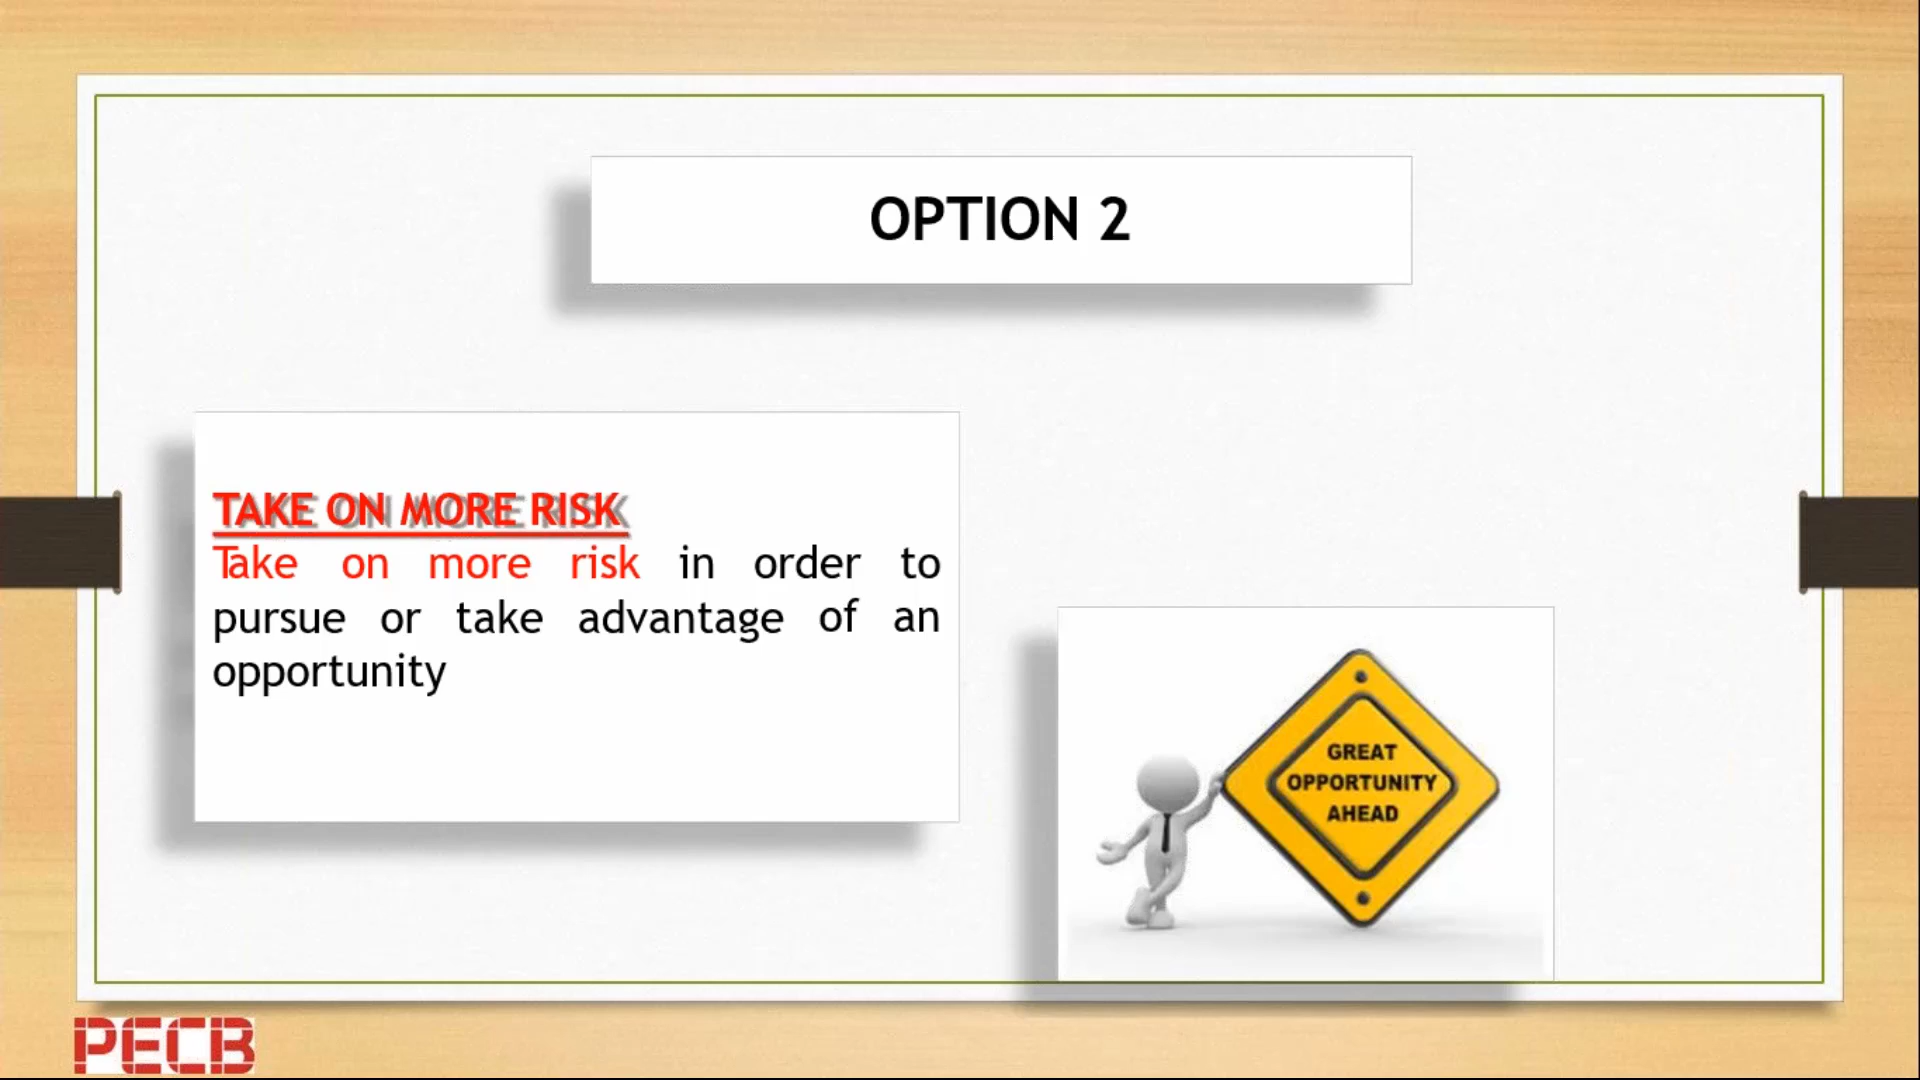 OPTION 2
TAKE ON MORE RISK
Take on more risk in order to
pursue or take advantage of an
opportunity
GREAT
OPPORTUNITY
AHEAD
PECB